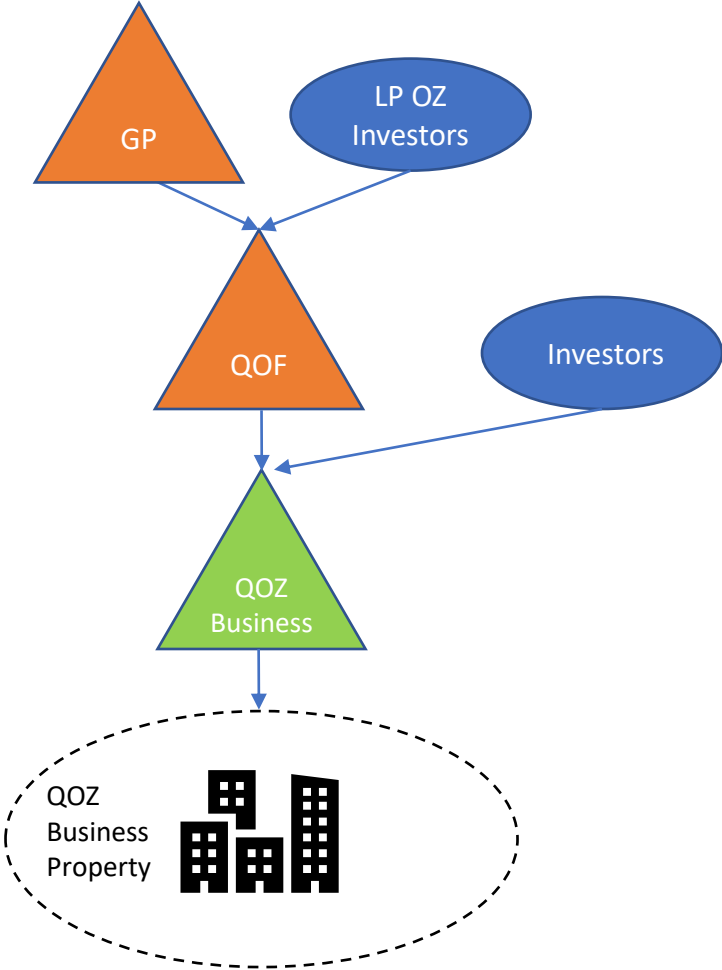 GP
LP OZ
Investors
QOF
Investors
QOZ
Business
QOZ
Business
Property